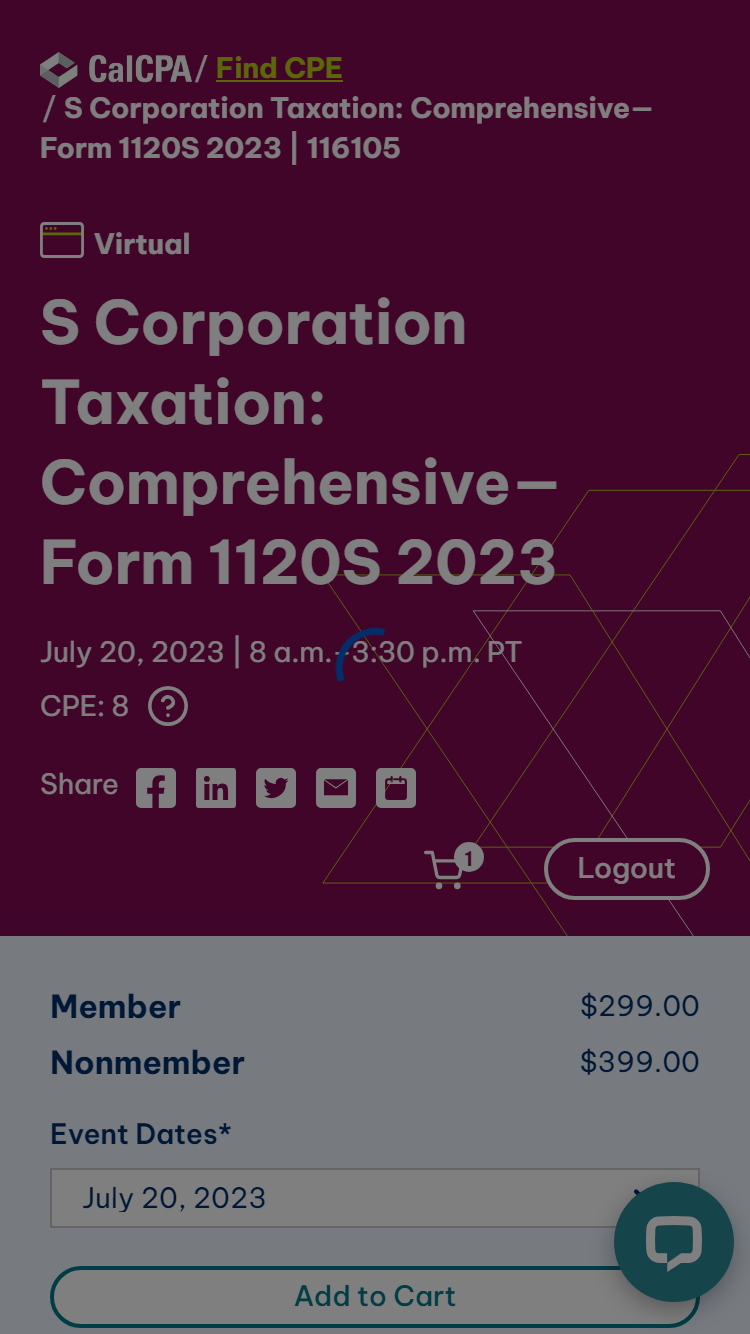 CalCPA / Find CPE
/ S Corporation Taxation: Comprehensive—
Form 1120S 2023 | 116105
Virtual
S Corporation
Taxation:
Comprehensive—
Form 1120S 2023
July 20, 2023 | 8 a.m.–3:30 p.m. PT
CPE: 8 ?
Share
1
Logout
Member $299.00
Nonmember $399.00
Event Dates*
July 20, 2023
Add to Cart